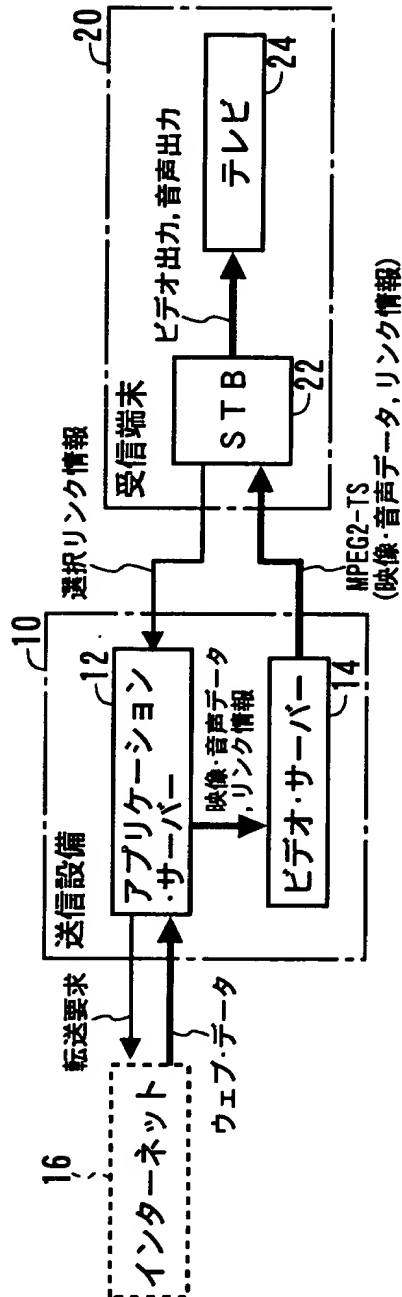 16
インターネット
転送要求
ウェブ・データ
送信設備
10
アプリケーション
・サーバー
12
映像・音声データ
,リンク情報
ビデオ・サーバー
14
選択リンク情報
MPEG2-TS
(映像・音声データ,リンク情報)
受信端末
20
STB
22
ビデオ出力,音声出力
テレビ
24